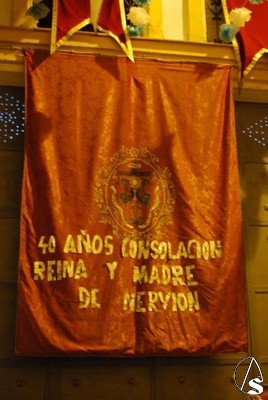 40 AÑOS CONSOLACION
REINA Y MADRE
DE NERVION